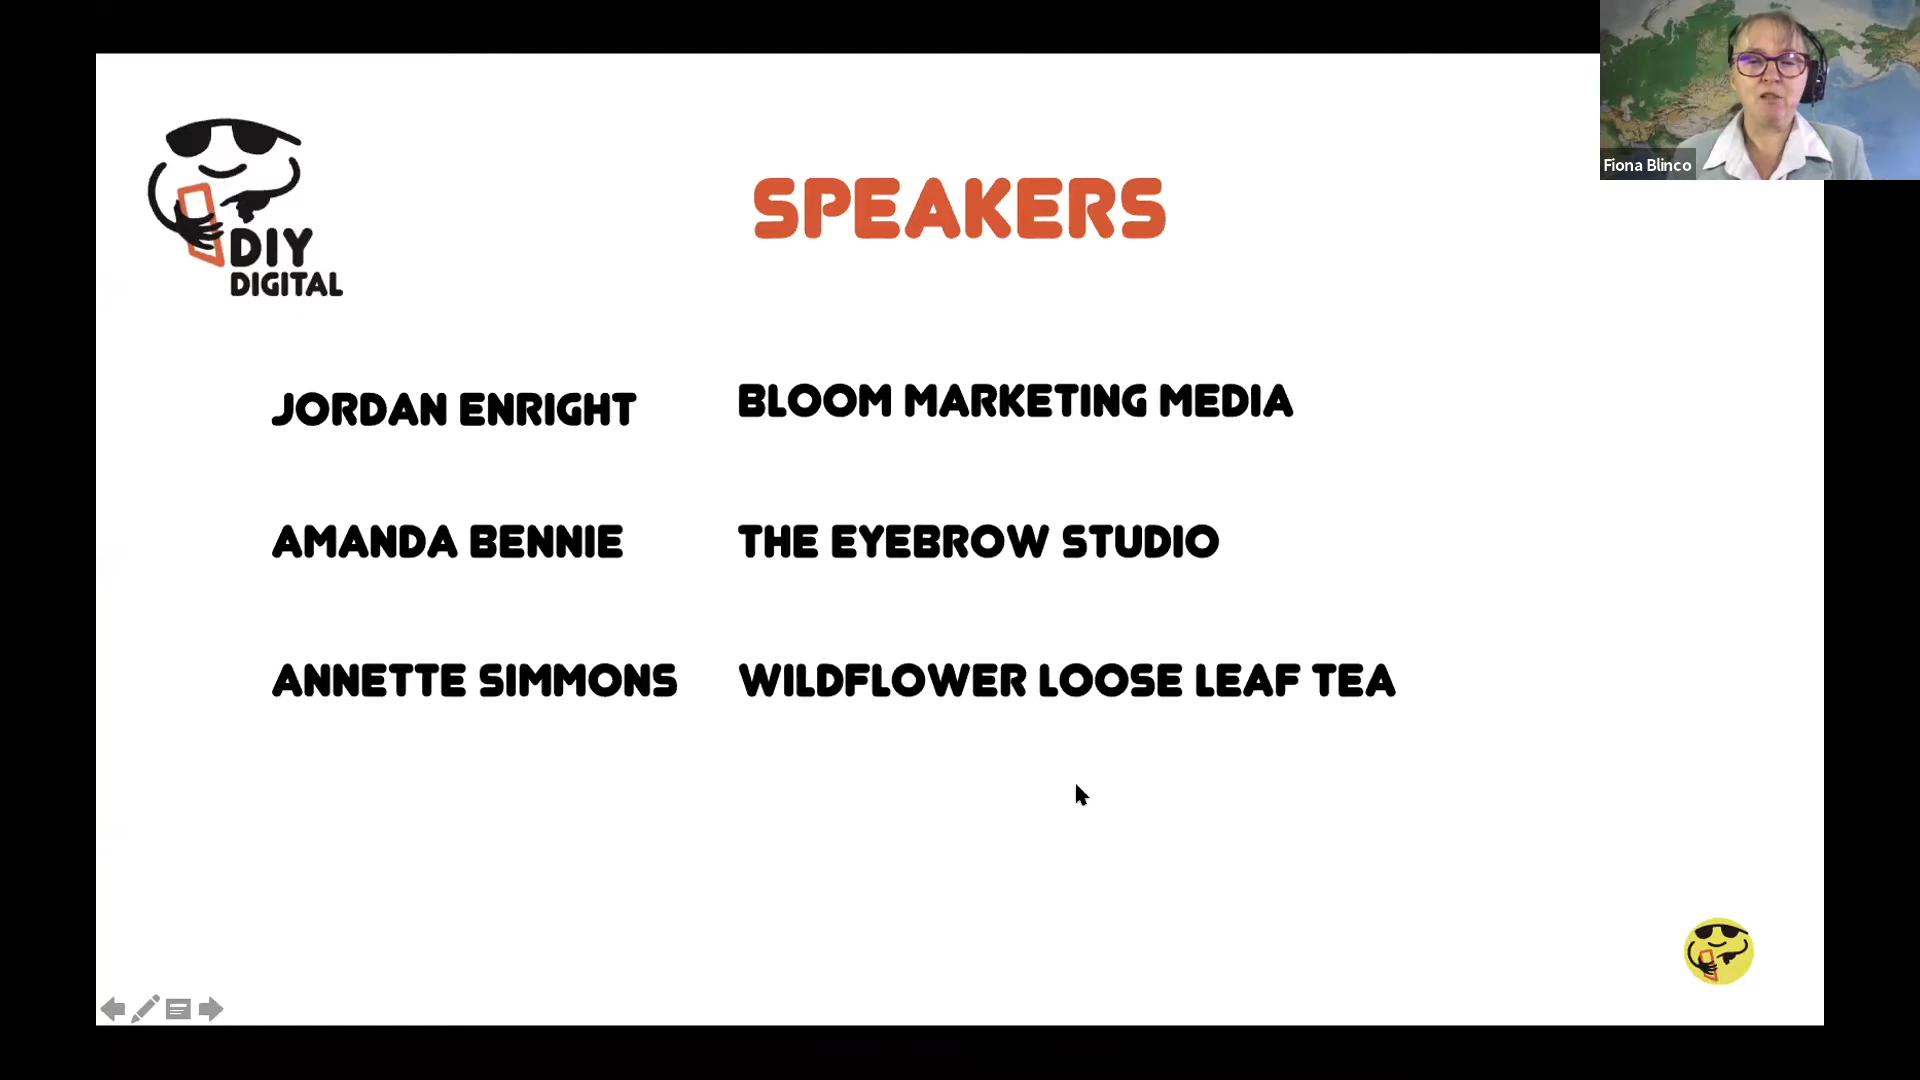 DIY
DIGITAL
SPEAKERS
Fiona Blinco
JORDAN ENRIGHT
BLOOM MARKETING MEDIA
AMANDA BENNIE
THE EYEBROW STUDIO
ANNETTE SIMMONS
WILDFLOWER LOOSE LEAF TEA